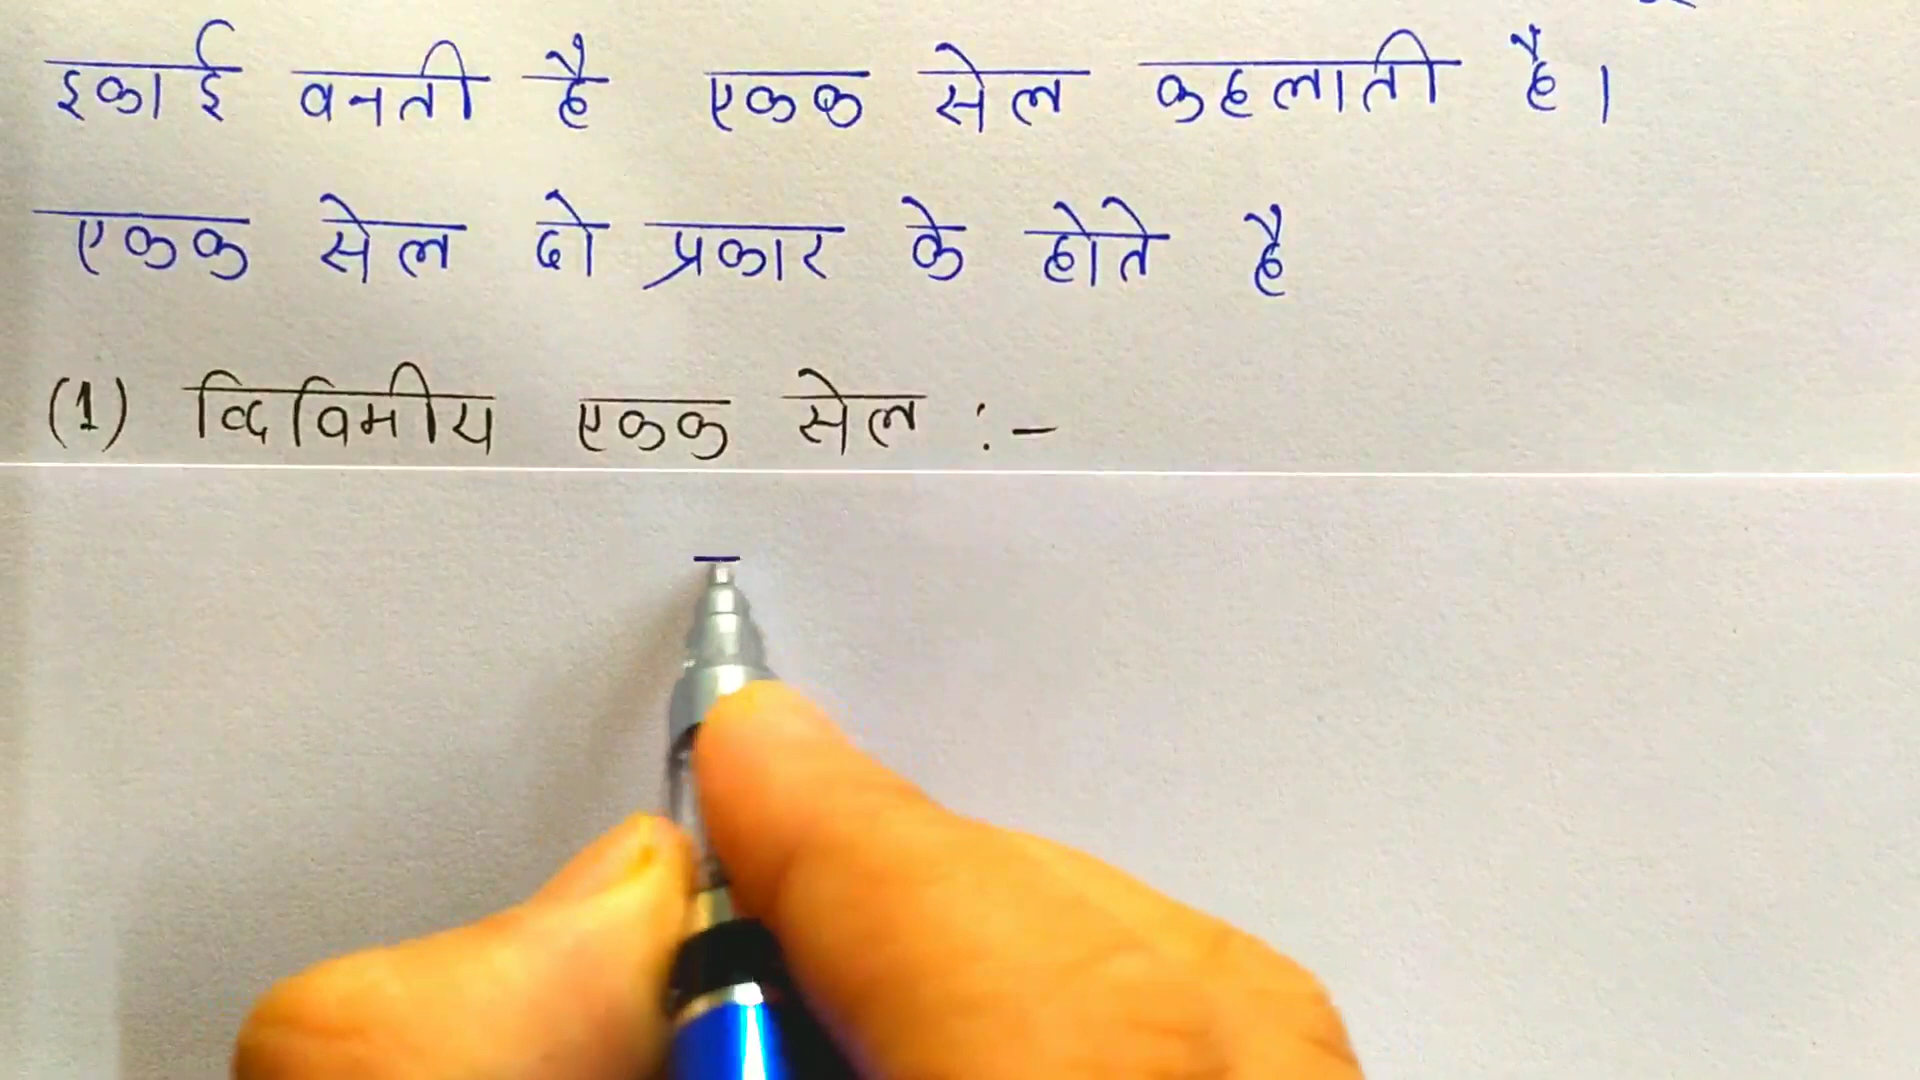 इकाई बनती है एकक सेल कहलाती है।
एकक सेल दो प्रकार के होते है
(1) द्विविमीय एकक सेल :-